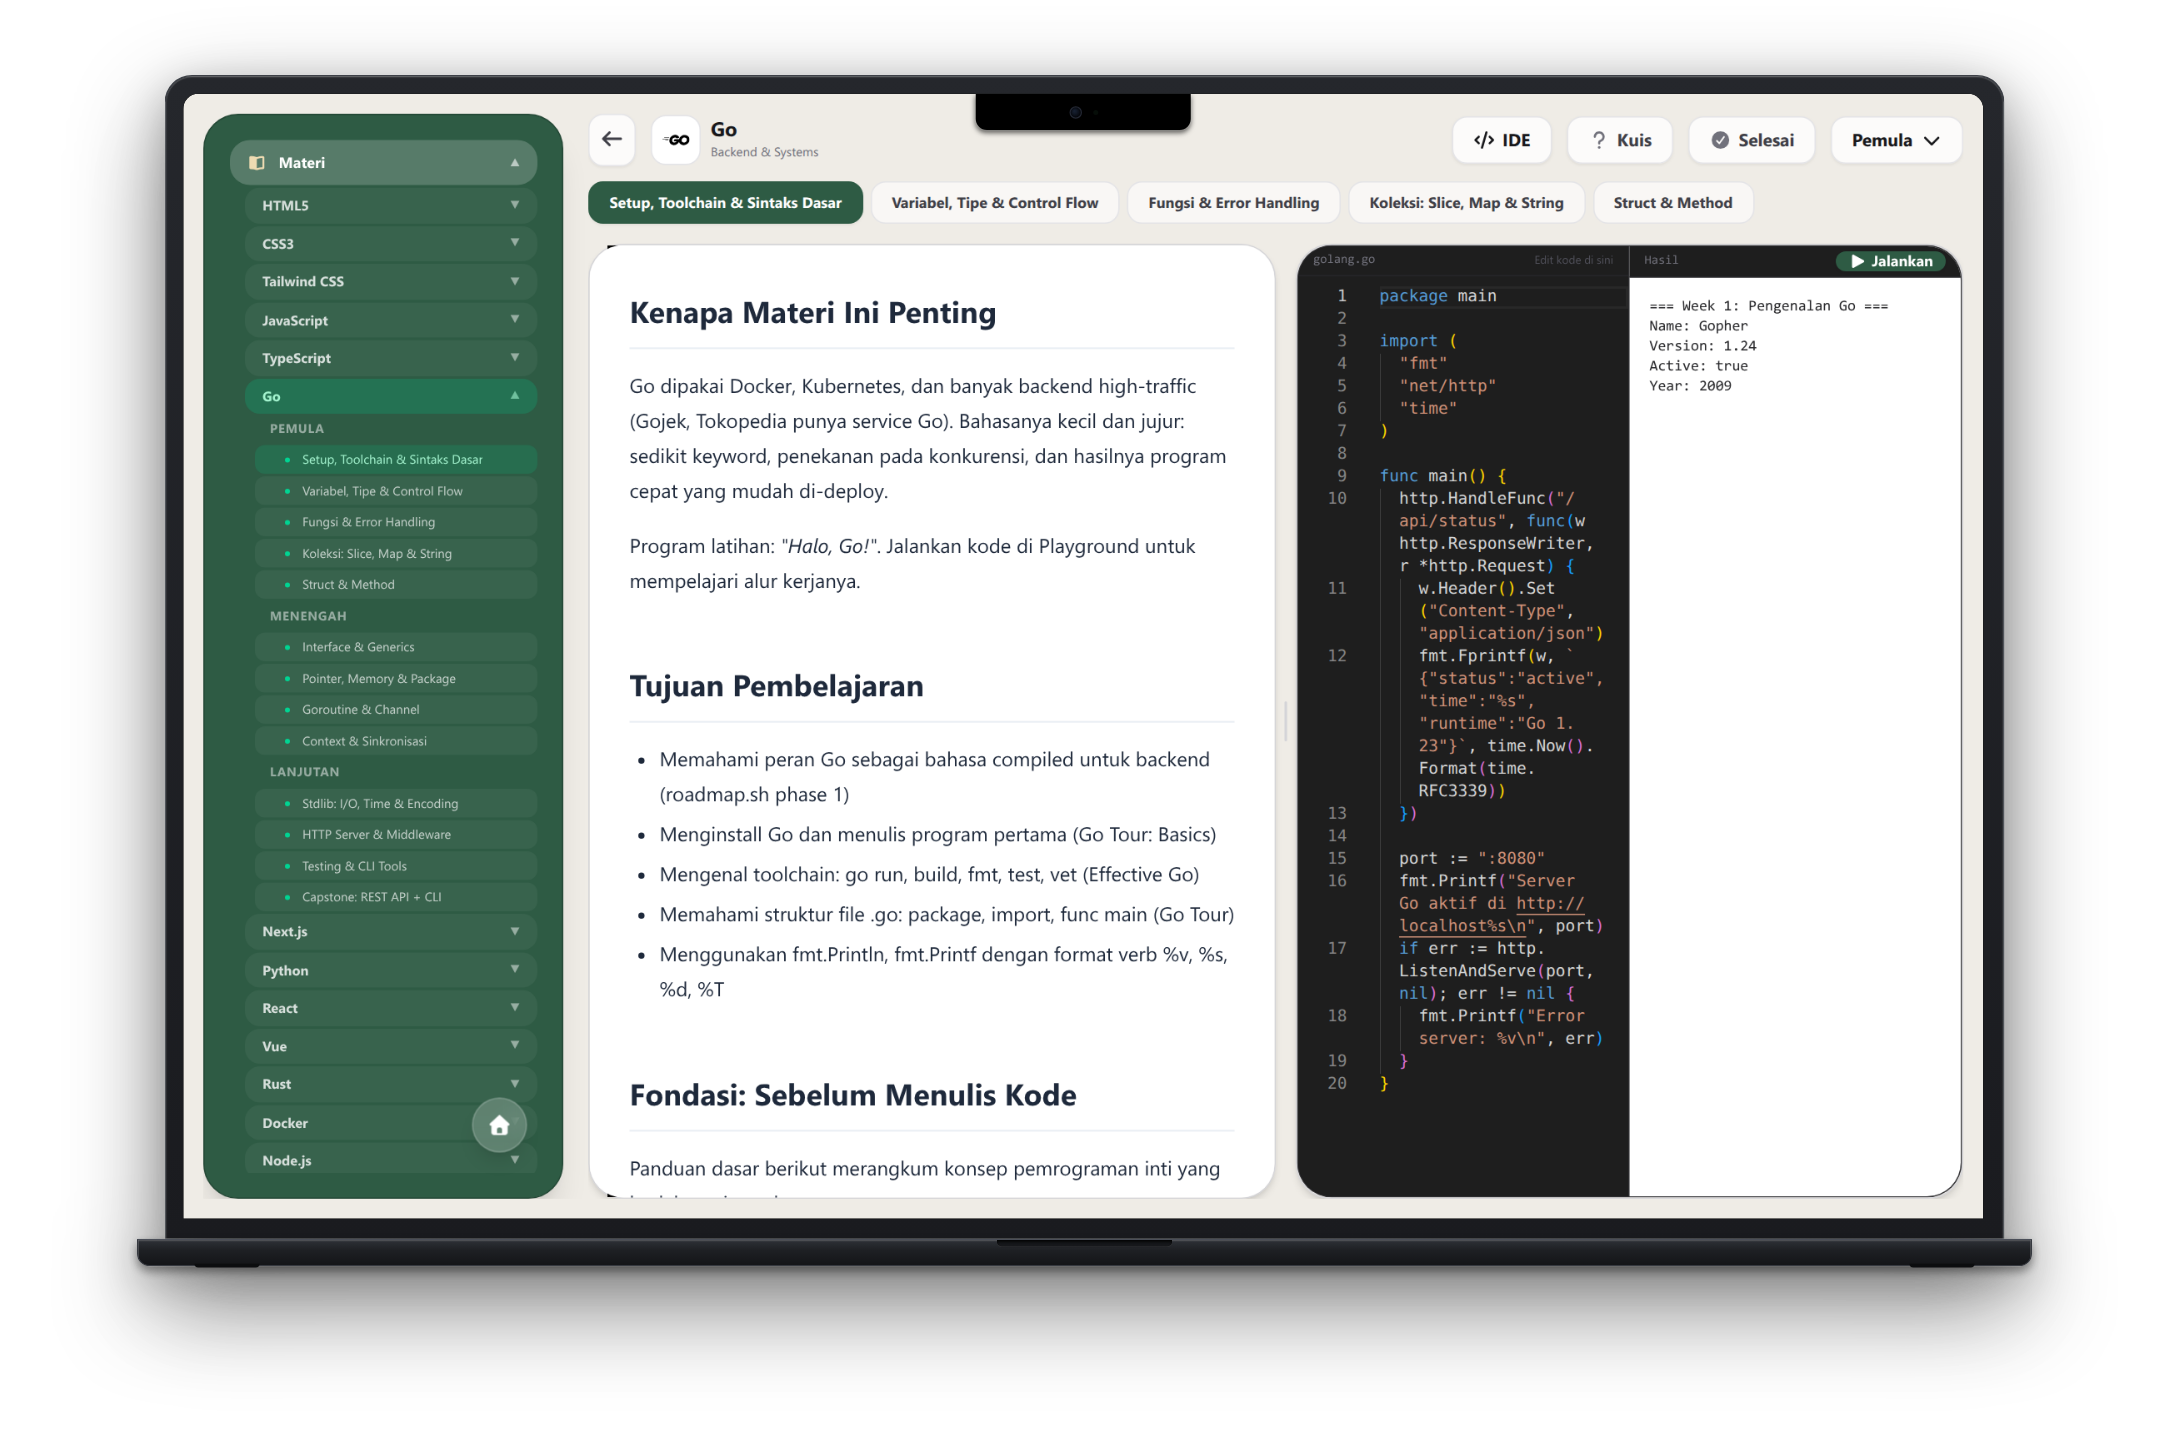 Materi
HTML5
CSS3
Tailwind CSS
JavaScript
TypeScript
Go
PEMULA
Setup, Toolchain & Sintaks Dasar
Variabel, Tipe & Control Flow
Fungsi & Error Handling
Koleksi: Slice, Map & String
Struct & Method
MENENGAH
Interface & Generics
Pointer, Memory & Package
Goroutine & Channel
Context & Sinkronisasi
LANJUTAN
Stdlib: I/O, Time & Encoding
HTTP Server & Middleware
Testing & CLI Tools
Capstone: REST API + CLI
Next.js
Python
React
Vue
Rust
Docker
Node.js
GO
Go
Backend & Systems
</> IDE
? Kuis
Selesai
Pemula
Setup, Toolchain & Sintaks Dasar
Variabel, Tipe & Control Flow
Fungsi & Error Handling
Koleksi: Slice, Map & String
Struct & Method
Kenapa Materi Ini Penting
Go dipakai Docker, Kubernetes, dan banyak backend high-traffic
(Gojek, Tokopedia punya service Go). Bahasanya kecil dan jujur:
sedikit keyword, penekanan pada konkurensi, dan hasilnya program
cepat yang mudah di-deploy.
Program latihan: "Halo, Go!". Jalankan kode di Playground untuk
mempelajari alur kerjanya.
Tujuan Pembelajaran
• Memahami peran Go sebagai bahasa compiled untuk backend
(roadmap.sh phase 1)
• Menginstall Go dan menulis program pertama (Go Tour: Basics)
• Mengenal toolchain: go run, build, fmt, test, vet (Effective Go)
• Memahami struktur file .go: package, import, func main (Go Tour)
• Menggunakan fmt.Println, fmt.Printf dengan format verb %v, %s,
%d, %T
Fondasi: Sebelum Menulis Kode
Panduan dasar berikut merangkum konsep pemrograman inti yang
golang.go
Edit kode di sini
1 package main
2
3 import (
4 "fmt"
5 "net/http"
6 "time"
7 )
8
9 func main() {
10 http.HandleFunc("/
api/status", func(w
http.ResponseWriter,
r *http.Request) {
11 w.Header().Set
("Content-Type",
"application/json")
12 fmt.Fprintf(w, `
{"status":"active",
"time":"%s",
"runtime":"Go 1.
23"}`, time.Now().
Format(time.
RFC3339))
13 })
14
15 port := ":8080"
16 fmt.Printf("Server
Go aktif di http://
localhost%s\n", port)
17 if err := http.
ListenAndServe(port,
nil); err != nil {
18 fmt.Printf("Error
server: %v\n", err)
19 }
20 }
Hasil
Jalankan
=== Week 1: Pengenalan Go ===
Name: Gopher
Version: 1.24
Active: true
Year: 2009